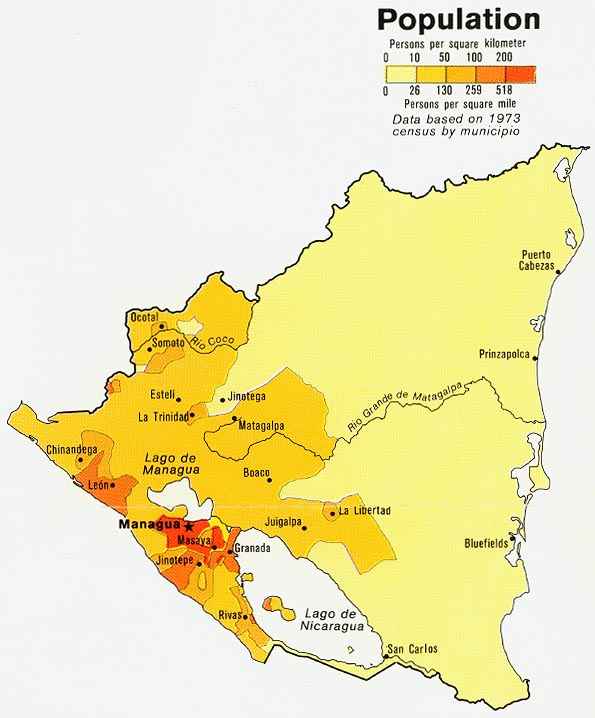 Population
Persons per square kilometer
0 10 50 100 200
0 26 130 259 518
Persons per square mile
Data based on 1973
census by municipio
Puerto
Cabezas
Ocotal
Somoto
Río Coco
Prinzapolca
Estelí
Jinotega
La Trinidad
Matagalpa
Río Grande de Matagalpa
Chinandega
Lago de
Managua
Boaco
León
La Libertad
Managua
Juigalpa
Masaya
Granada
Bluefields
Jinotepe
Rivas
Lago de
Nicaragua
San Carlos